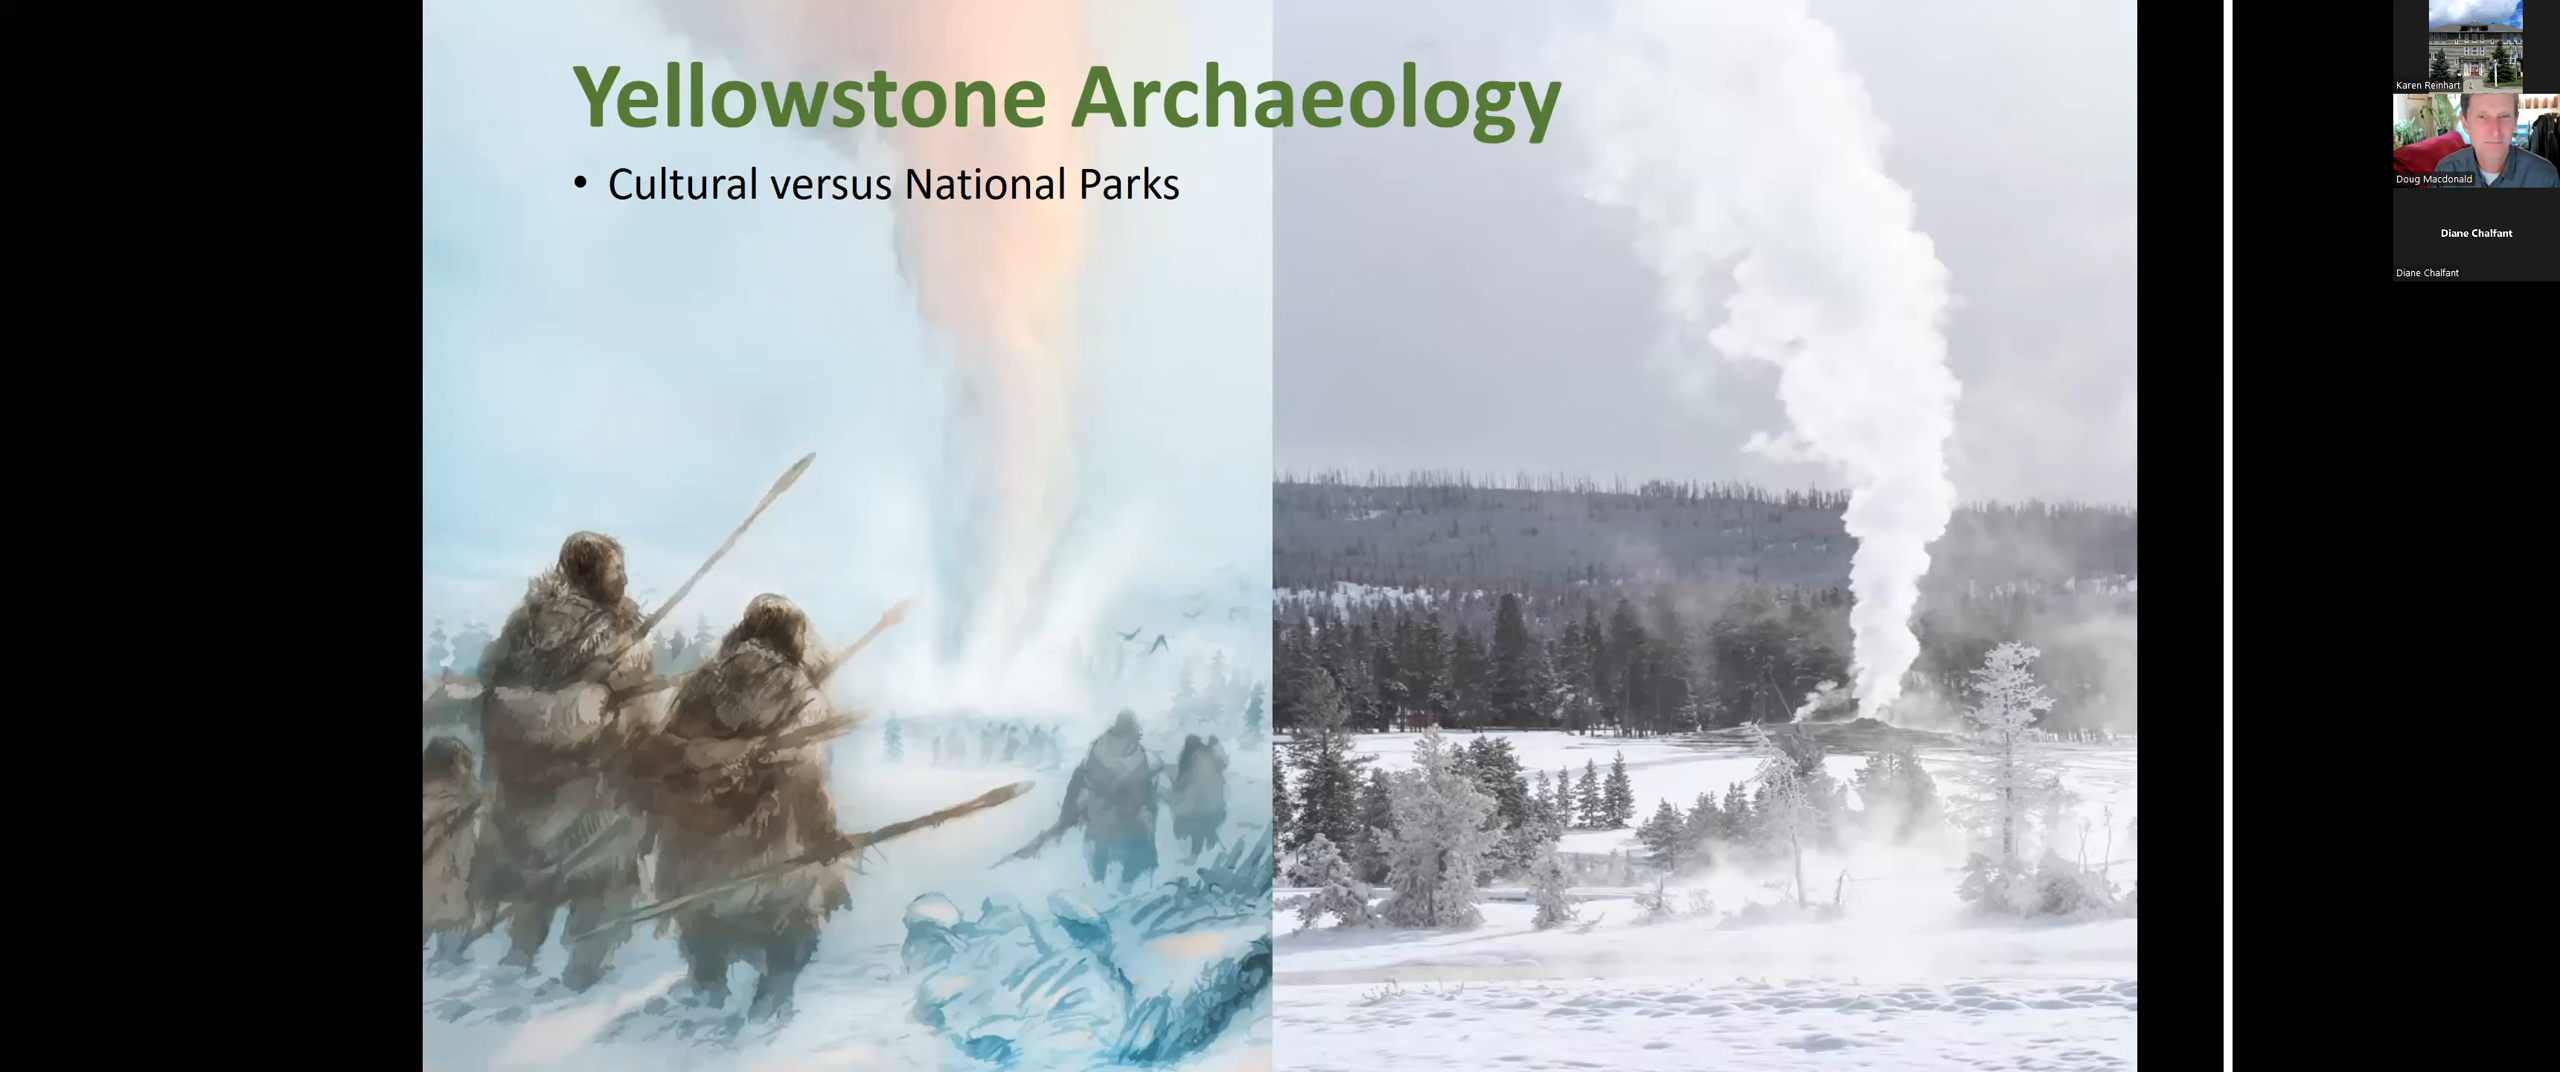 Yellowstone Archaeology
• Cultural versus National Parks
Karen Reinhart
Doug Macdonald
Diane Chalfant
Diane Chalfant